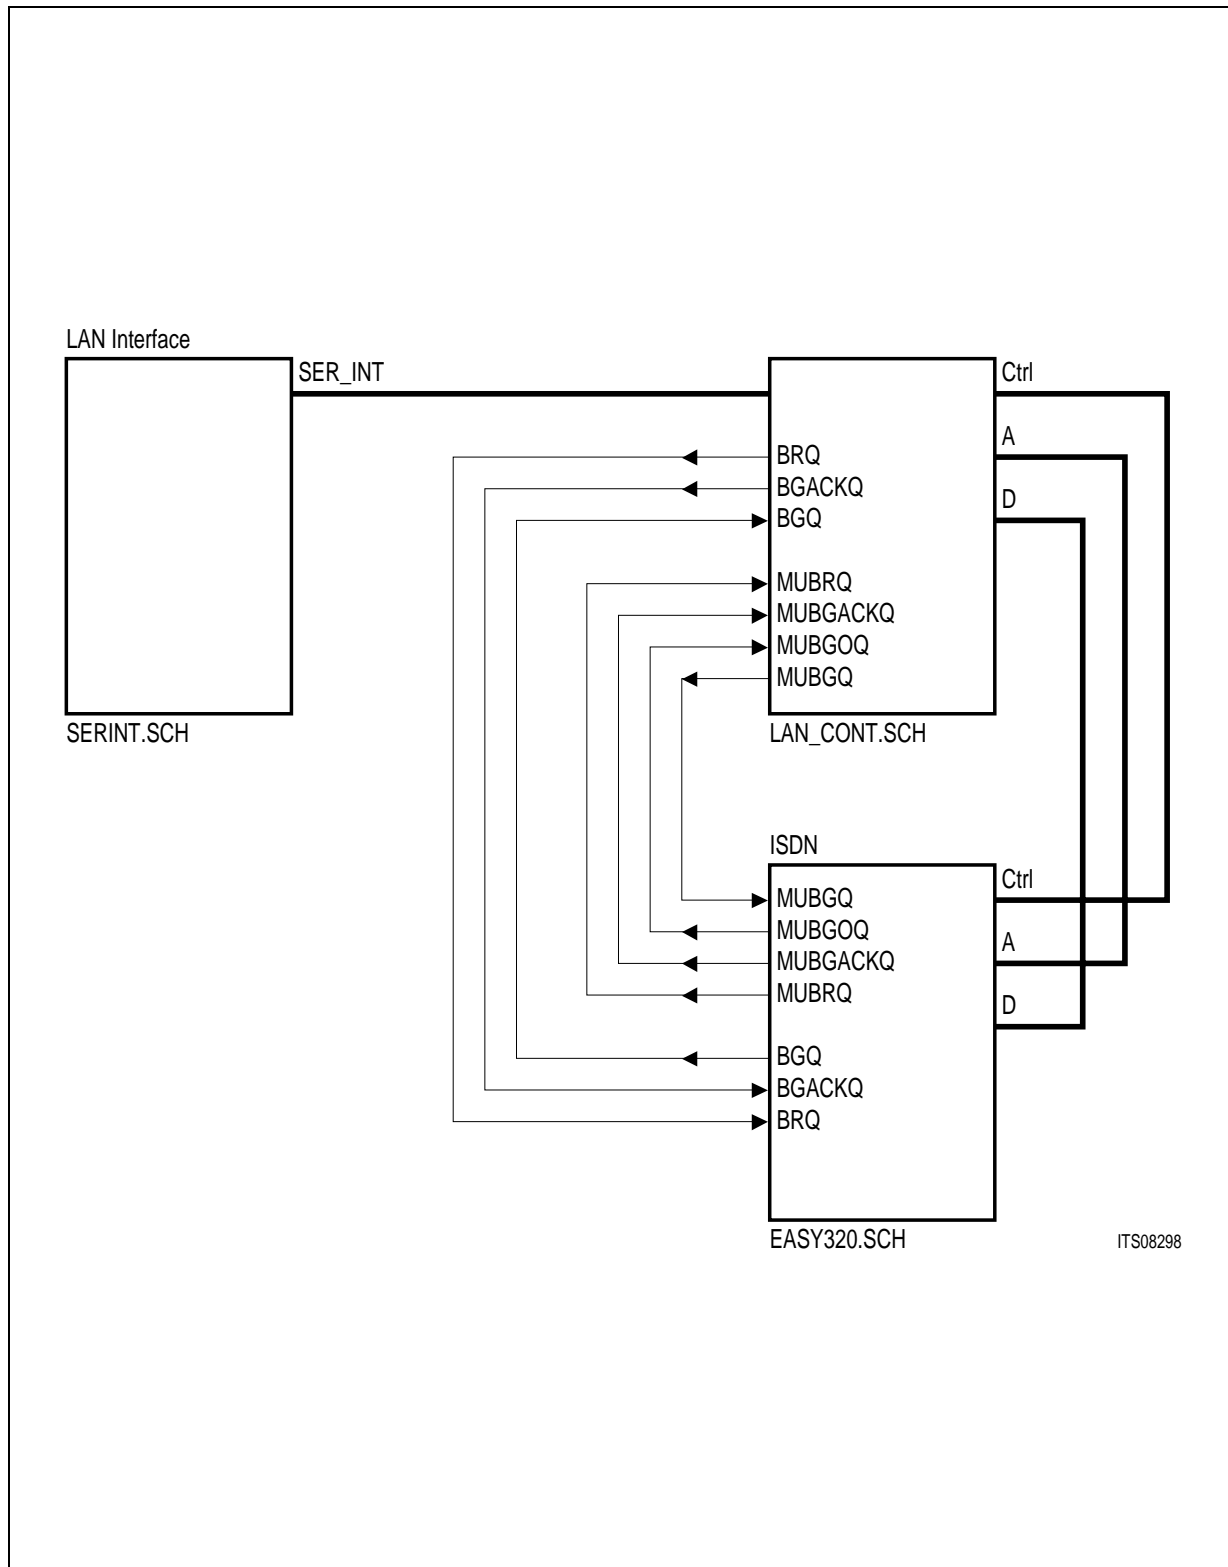 LAN Interface
SER_INT
SERINT.SCH
Ctrl
A
D
BRQ
BGACKQ
BGQ
MUBRQ
MUBGACKQ
MUBGOQ
MUBGQ
LAN_CONT.SCH
ISDN
Ctrl
A
D
MUBGQ
MUBGOQ
MUBGACKQ
MUBRQ
BGQ
BGACKQ
BRQ
EASY320.SCH
ITS08298